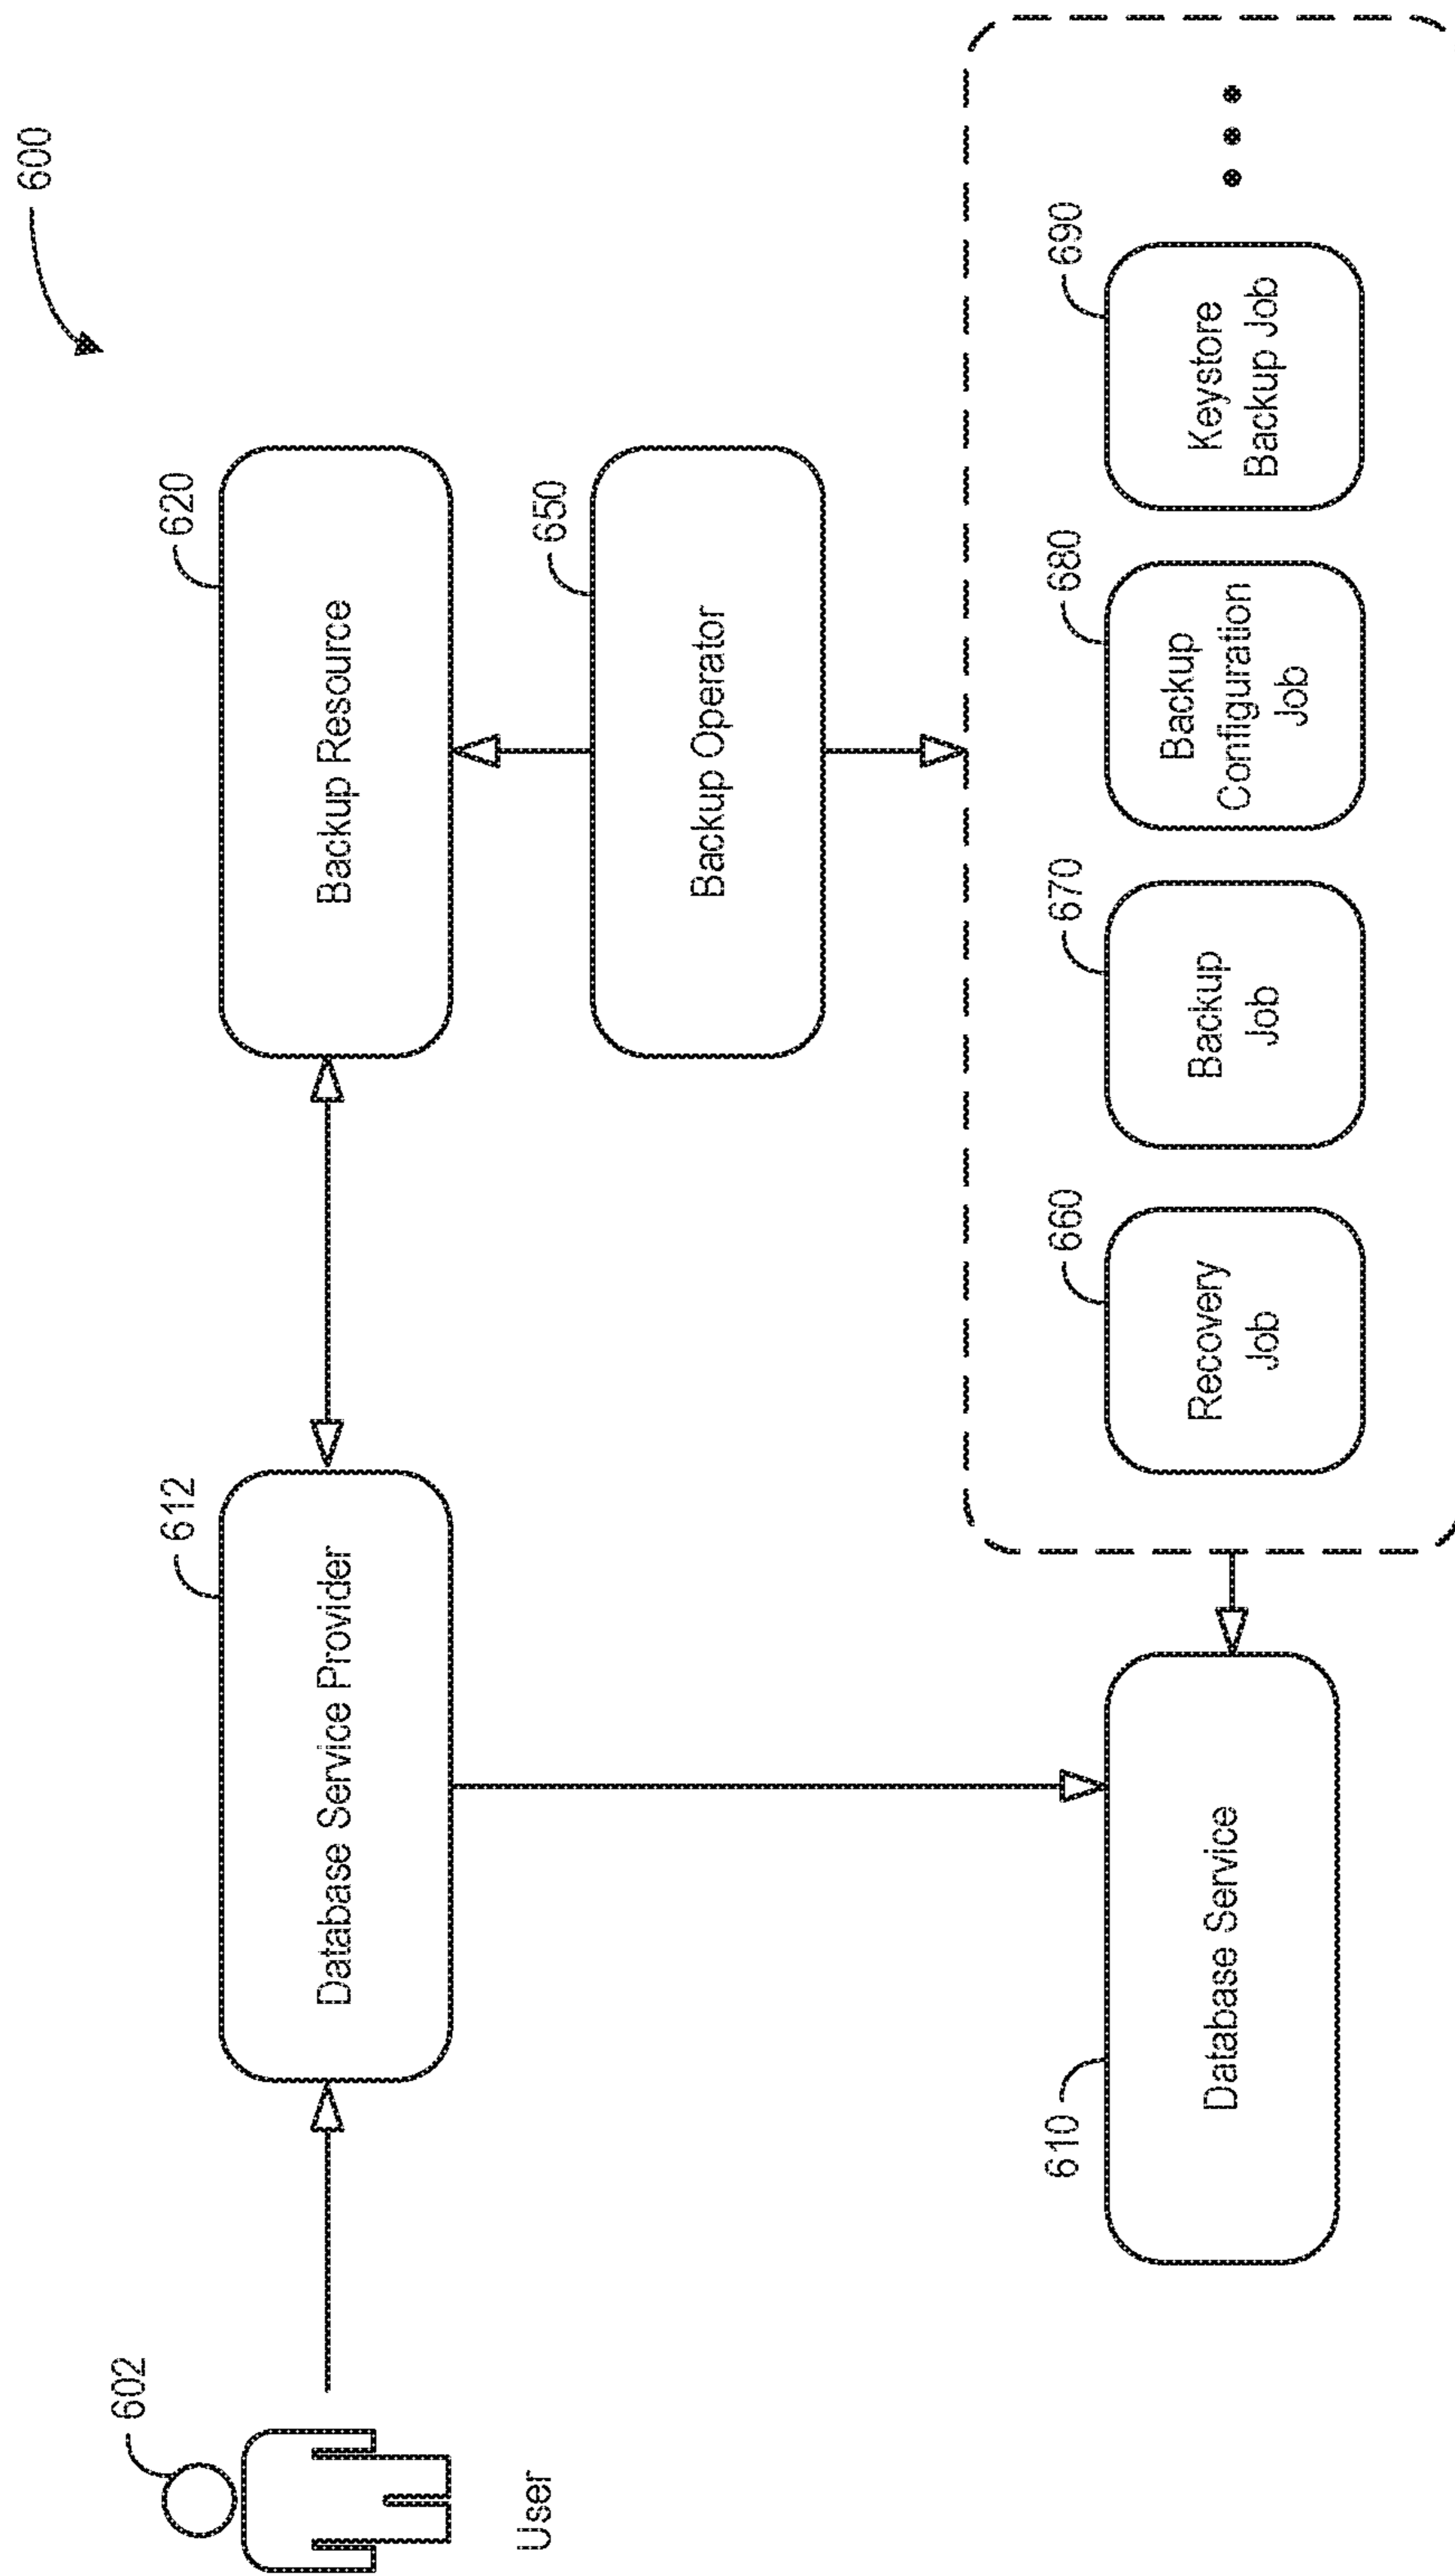 600
602
User
612
Database Service Provider
620
Backup Resource
650
Backup Operator
610
Database Service
660
Recovery
Job
670
Backup
Job
680
Backup
Configuration
Job
690
Keystore
Backup Job